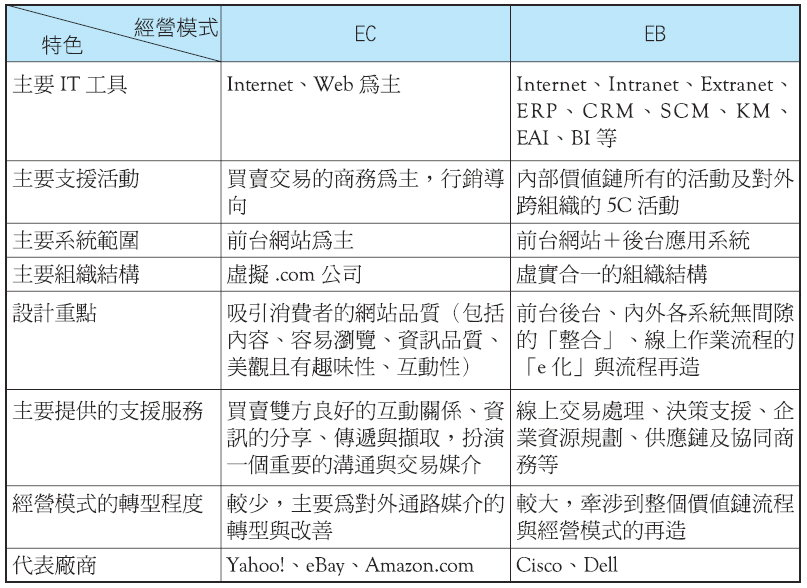 經營模式
特色
EC
EB
主要 IT 工具
Internet、Web 爲主
Internet、Intranet、Extranet、
ERP、CRM、SCM、KM、
EAI、BI 等
主要支援活動
買賣交易的商務爲主，行銷導
向
內部價值鏈所有的活動及對外
跨組織的 5C 活動
主要系統範圍
前台網站爲主
前台網站＋後台應用系統
主要組織結構
虛擬 .com 公司
虛實合一的組織結構
設計重點
吸引消費者的網站品質（包括
內容、容易瀏覽、資訊品質、
美觀且有趣味性、互動性）
前台後台、內外各系統無間隙
的「整合」、線上作業流程的
「e 化」與流程再造
主要提供的支援服務
買賣雙方良好的互動關係、資
訊的分享、傳遞與擷取，扮演
一個重要的溝通與交易媒介
線上交易處理、決策支援、企
業資源規劃、供應鏈及協同商
務等
經營模式的轉型程度
較少，主要爲對外通路媒介的
轉型與改善
較大，牽涉到整個價值鏈流程
與經營模式的再造
代表廠商
Yahoo!、eBay、Amazon.com
Cisco、Dell